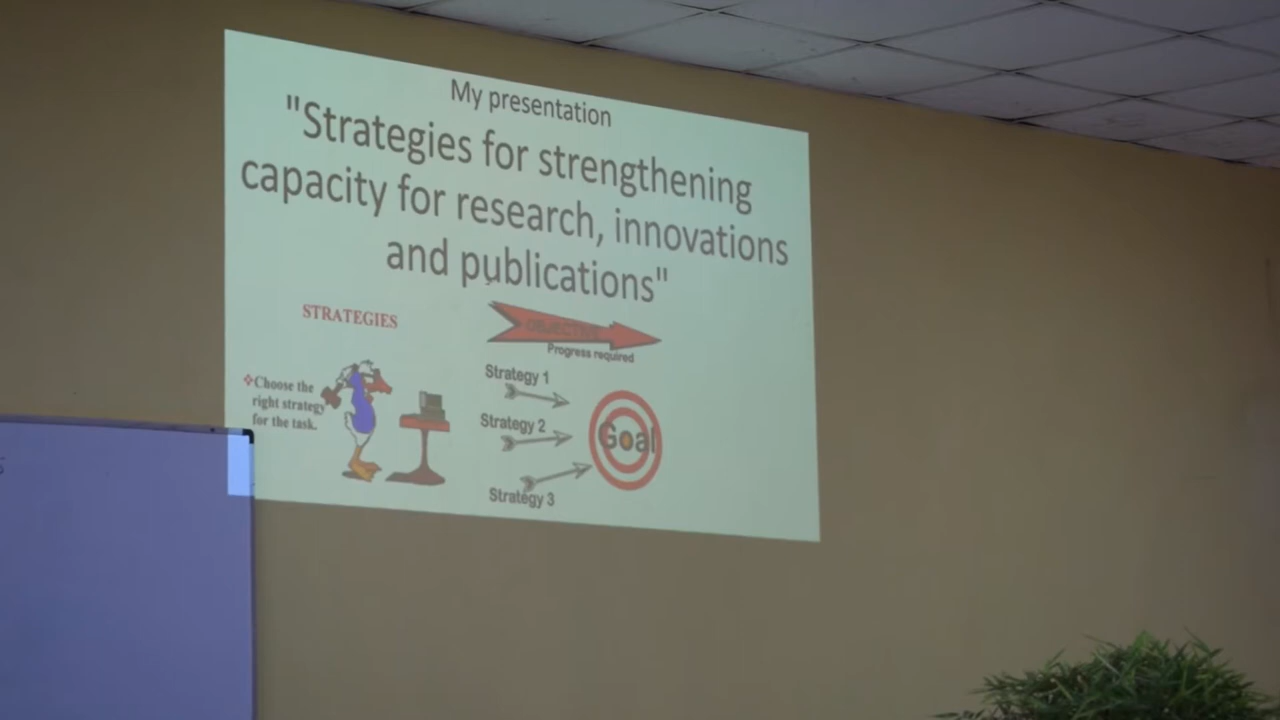 My presentation
"Strategies for strengthening
capacity for research, innovations
and publications"
STRATEGIES
OBJECTIVE
Progress required
❖Choose the
right strategy
for the task.
Strategy 1
Strategy 2
Strategy 3
Goal